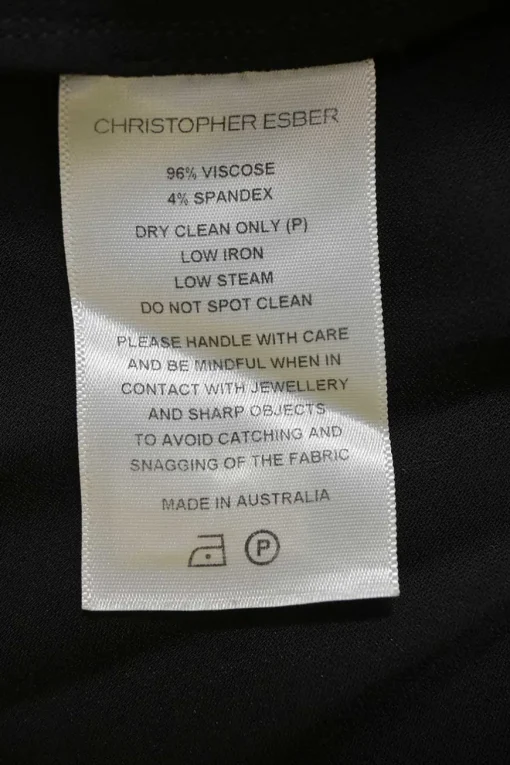 CHRISTOPHER ESBER
96% VISCOSE
4% SPANDEX
DRY CLEAN ONLY (P)
LOW IRON
LOW STEAM
DO NOT SPOT CLEAN
PLEASE HANDLE WITH CARE
AND BE MINDFUL WHEN IN
CONTACT WITH JEWELLERY
AND SHARP OBJECTS
TO AVOID CATCHING AND
SNAGGING OF THE FABRIC
MADE IN AUSTRALIA
P